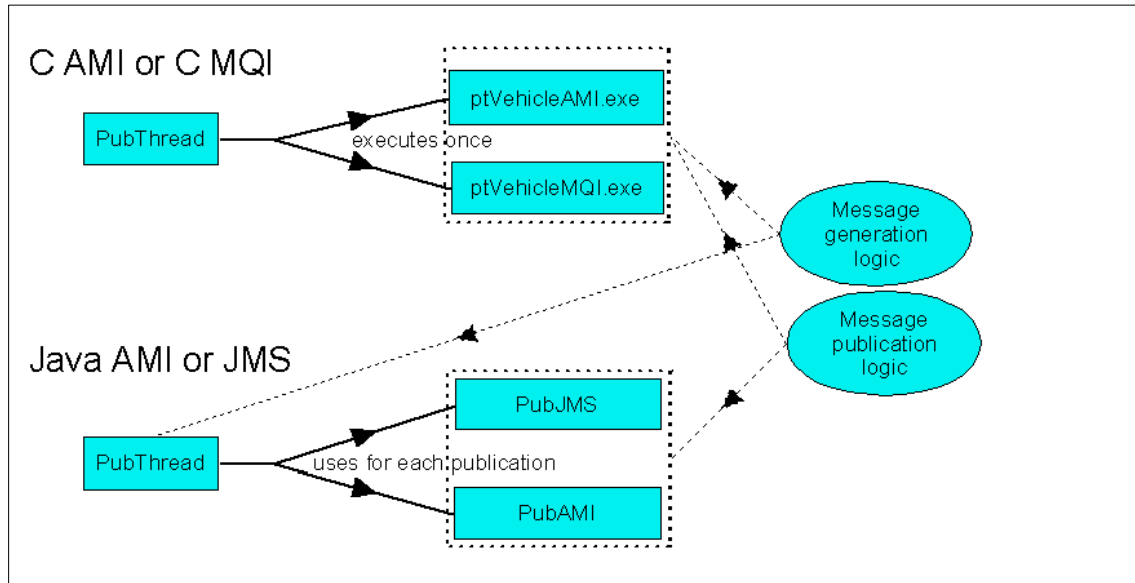 C AMI or C MQI
PubThread
ptVehicleAMI.exe
executes once
ptVehicleMQI.exe
Message
generation
logic
Message
publication
logic
Java AMI or JMS
PubThread
PubJMS
uses for each publication
PubAMI